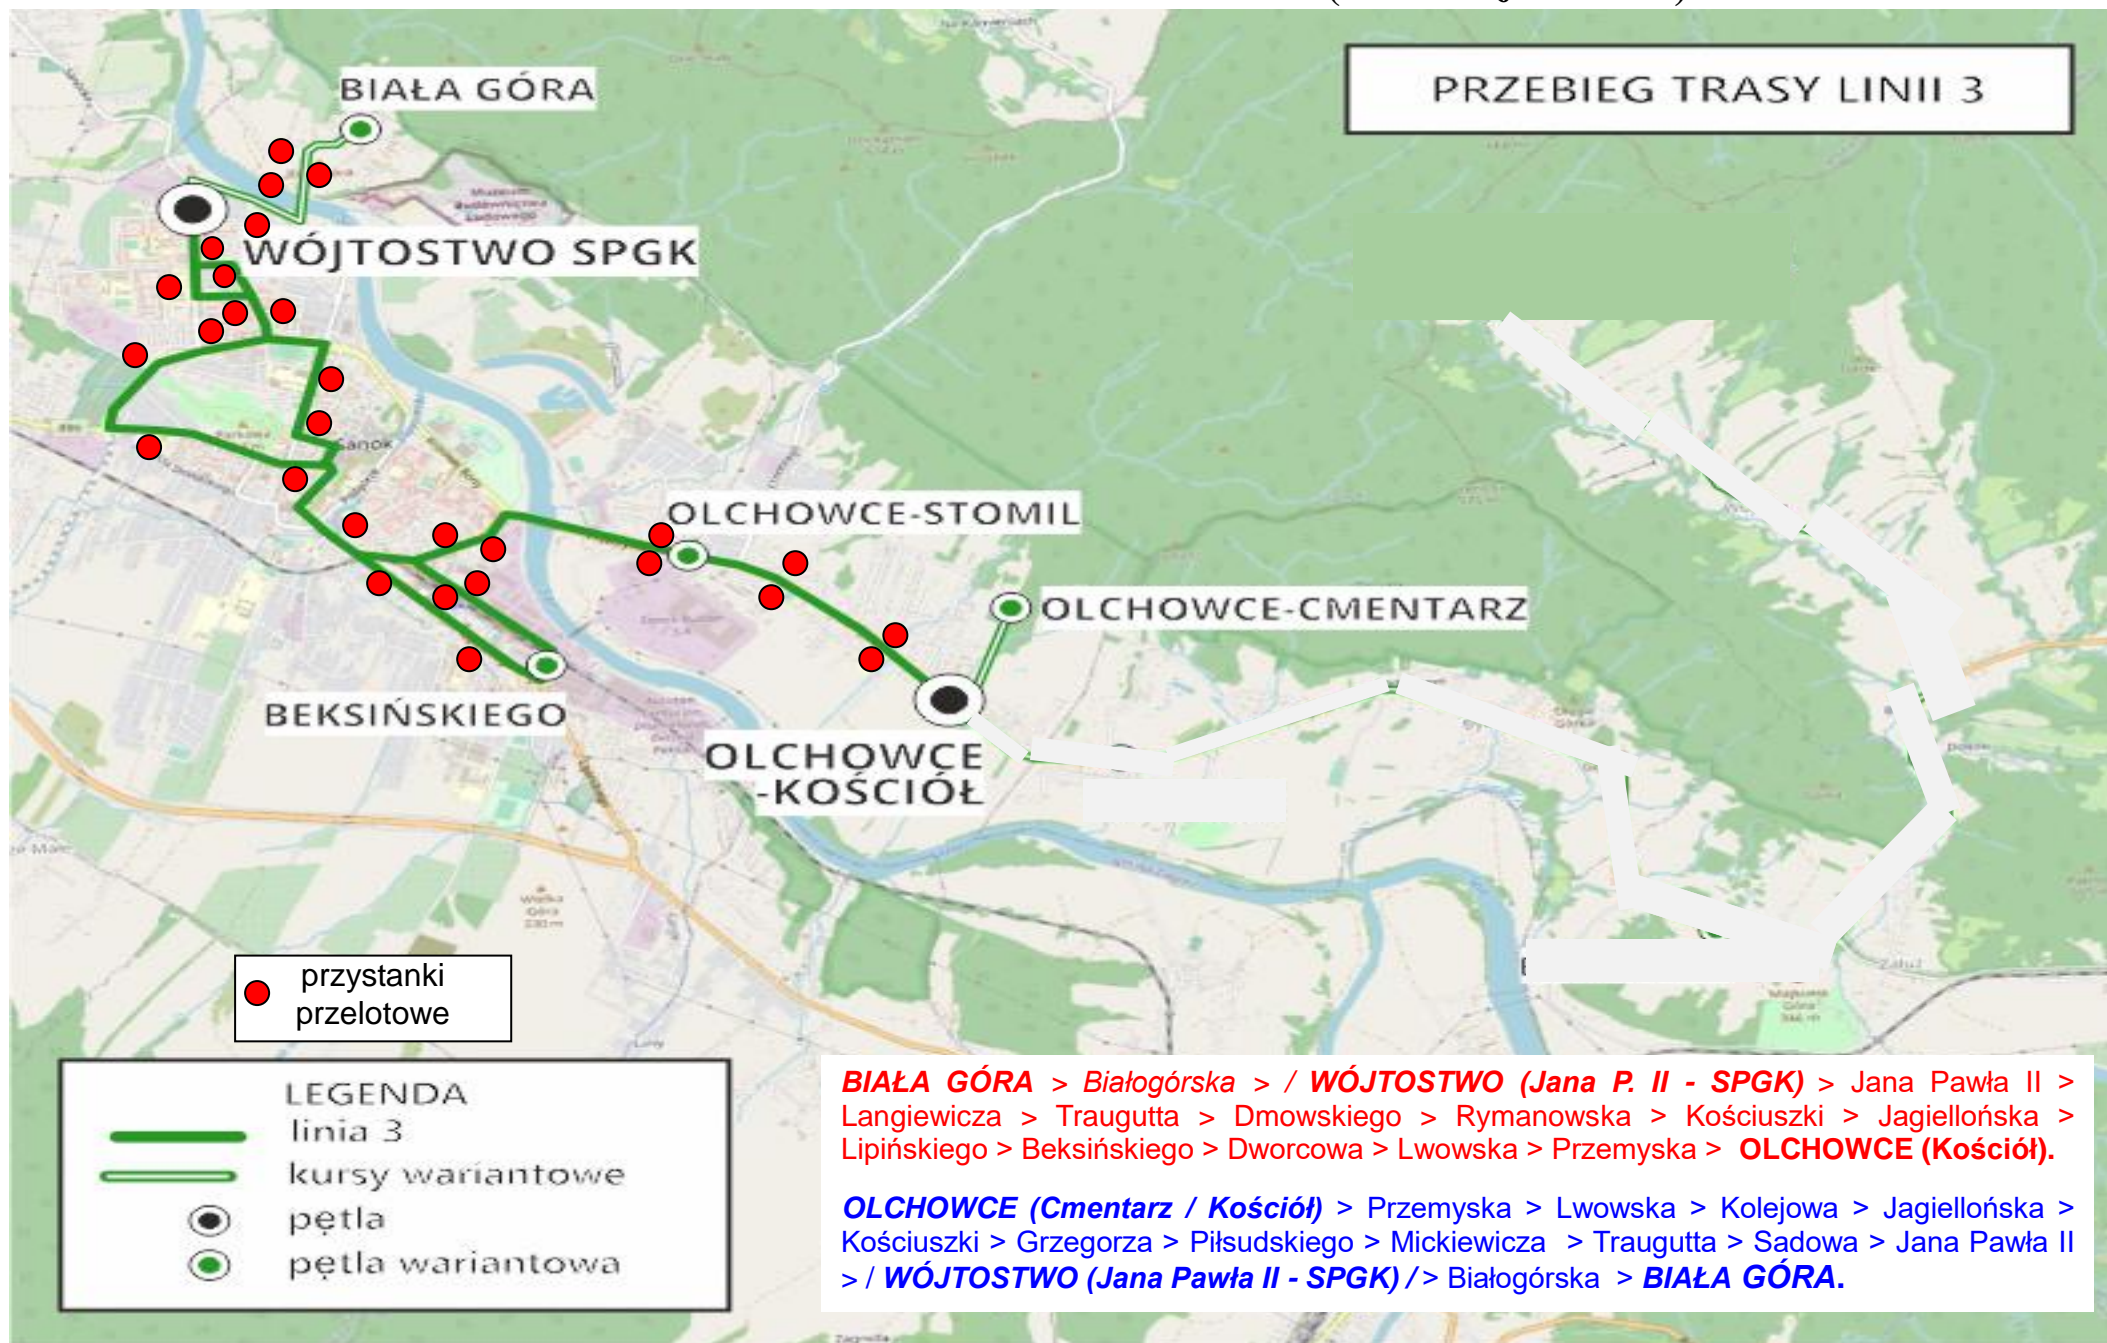 BIAŁA GÓRA
PRZEBIEG TRASY LINII 3
WÓJTOSTWO SPGK
Sanok
OLCHOWCE-STOMIL
OLCHOWCE-CMENTARZ
BEKSIŃSKIEGO
OLCHOWCE
-KOŚCIÓŁ
Wielka
Góra
Załuż
przystanki
przelotowe
LEGENDA
linia 3
kursy wariantowe
pętla
pętla wariantowa
BIAŁA GÓRA > Białogórska > / WÓJTOSTWO (Jana P. II - SPGK) > Jana Pawła II >
Langiewicza > Traugutta > Dmowskiego > Rymanowska > Kościuszki > Jagiellońska >
Lipińskiego > Beksińskiego > Dworcowa > Lwowska > Przemyska > OLCHOWCE (Kościół).
OLCHOWCE (Cmentarz / Kościół) > Przemyska > Lwowska > Kolejowa > Jagiellońska >
Kościuszki > Grzegorza > Piłsudskiego > Mickiewicza > Traugutta > Sadowa > Jana Pawła II
> / WÓJTOSTWO (Jana Pawła II - SPGK) / > Białogórska > BIAŁA GÓRA.